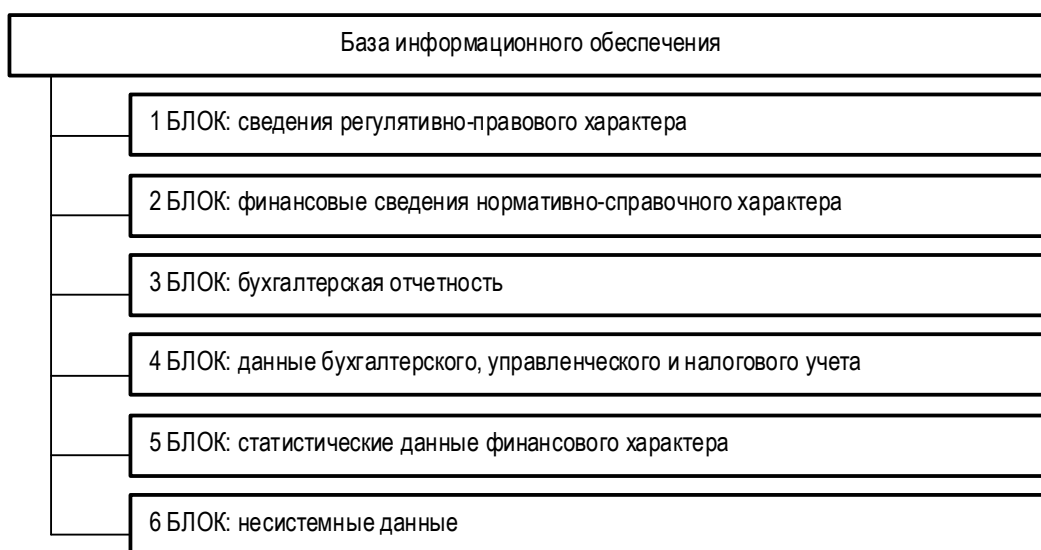 База информационного обеспечения
1 БЛОК: сведения регулятивно-правового характера
2 БЛОК: финансовые сведения нормативно-справочного характера
3 БЛОК: бухгалтерская отчетность
4 БЛОК: данные бухгалтерского, управленческого и налогового учета
5 БЛОК: статистические данные финансового характера
6 БЛОК: несистемные данные